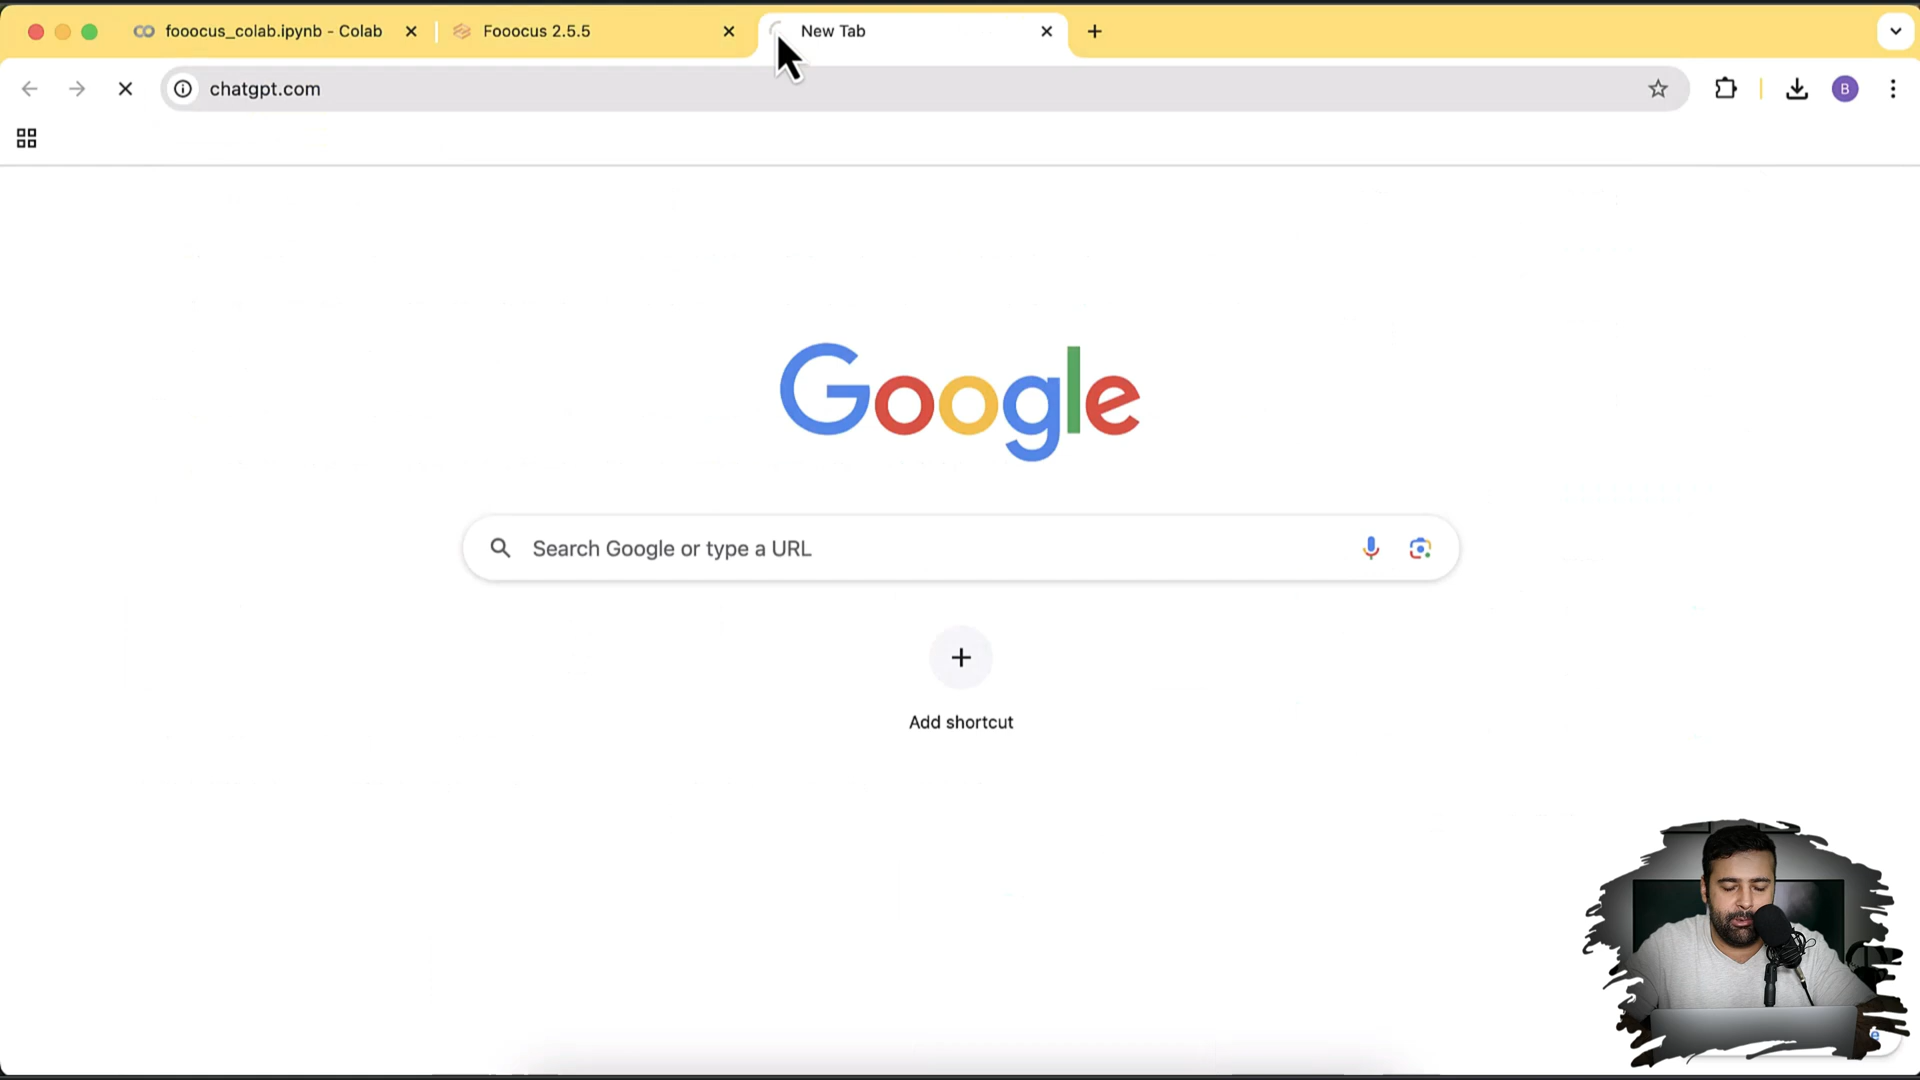 fooocus_colab.ipynb - Colab
Fooocus 2.5.5
New Tab
chatgpt.com
B
Google
Search Google or type a URL
Add shortcut